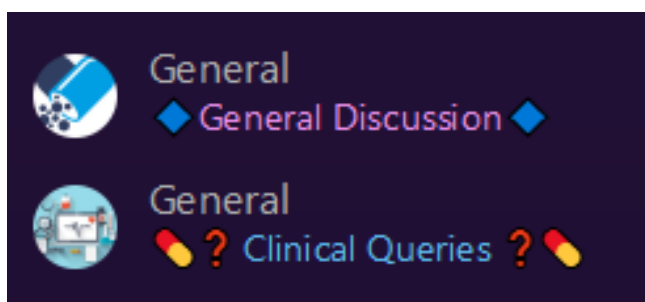 General
🔷General Discussion🔷
General
💊❓ Clinical Queries ❓💊